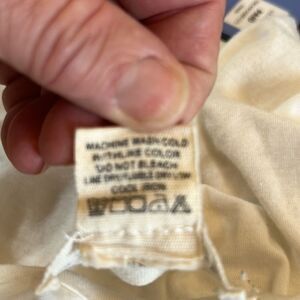 MACHINE WASH COLD
WITH LIKE COLOR
DO NOT BLEACH
LINE DRY/TUMBLE DRY LOW
COOL IRON